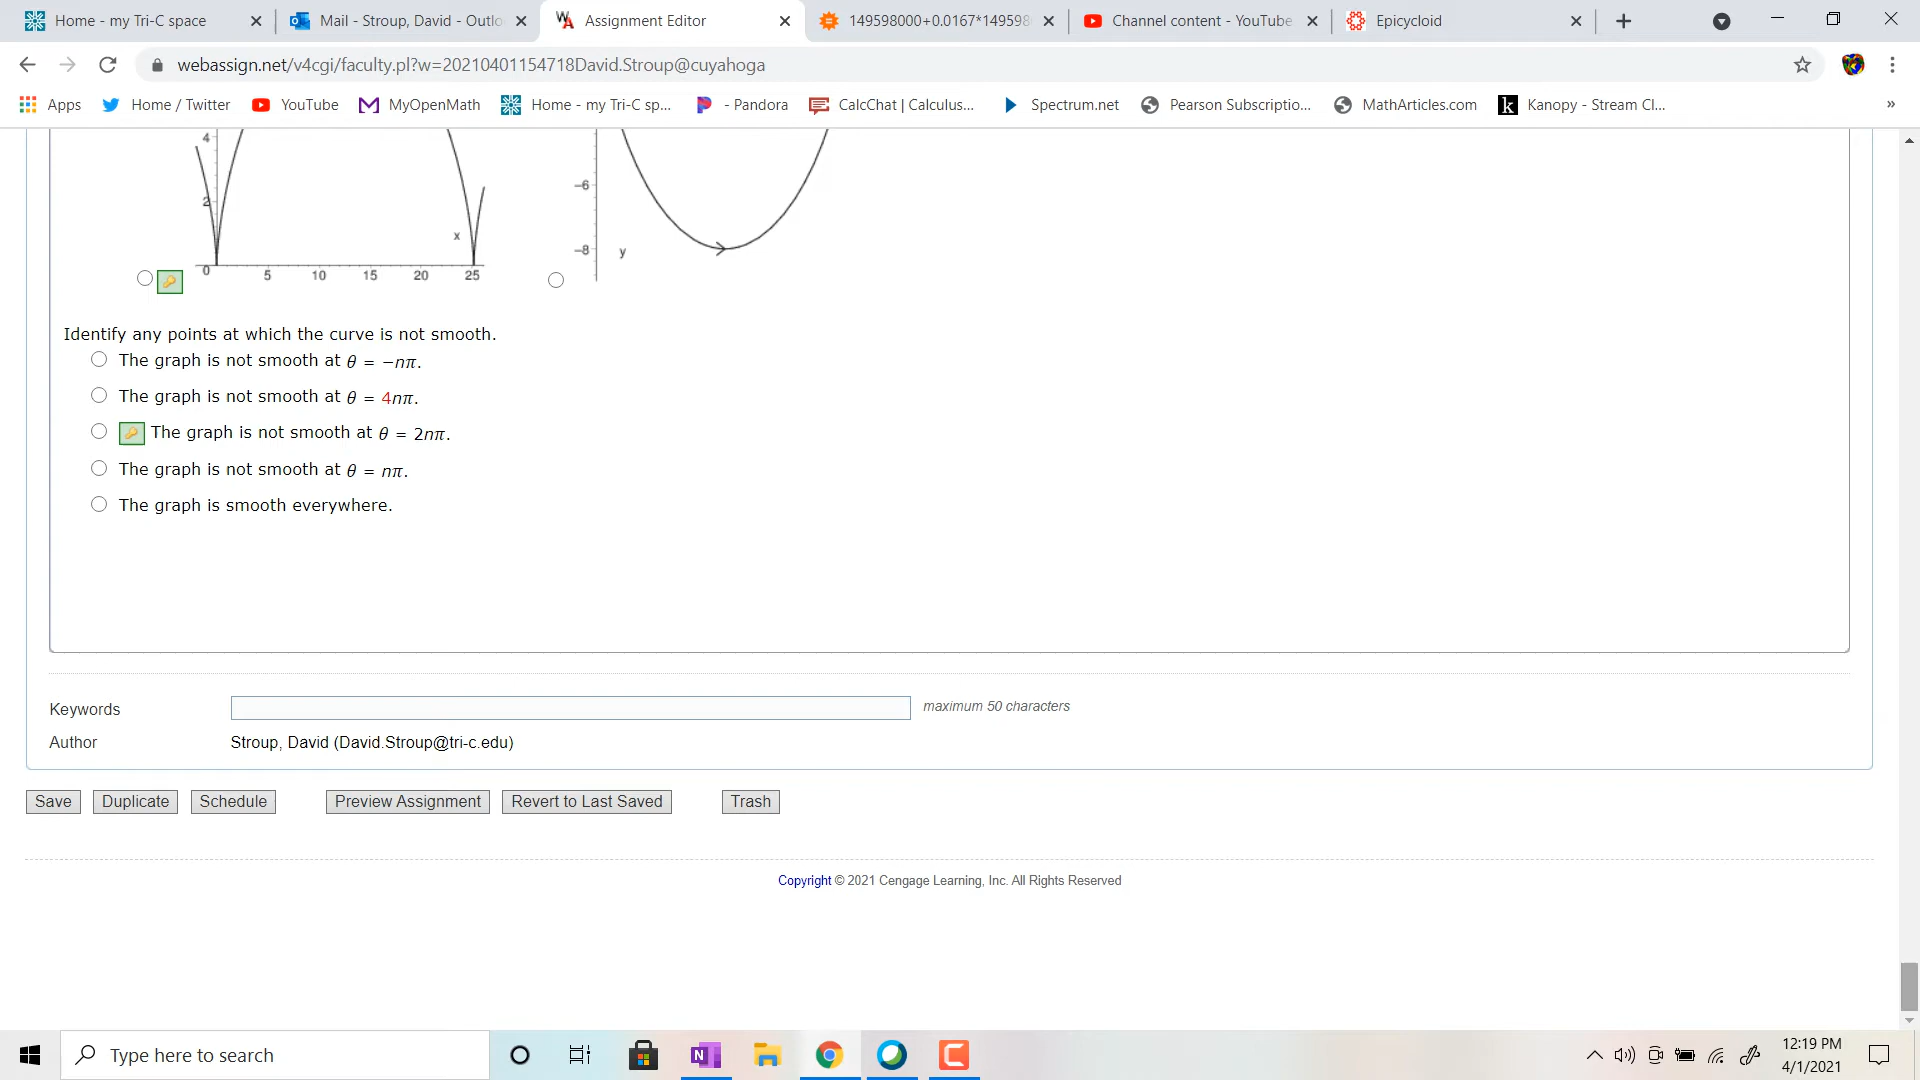 Home - my Tri-C space
Mail - Stroup, David - Outlo
Assignment Editor
149598000+0.0167*149598
Channel content - YouTube
Epicycloid
webassign.net/v4cgi/faculty.pl?w=20210401154718David.Stroup@cuyahoga
Apps
Home / Twitter
YouTube
MyOpenMath
Home - my Tri-C sp...
- Pandora
CalcChat | Calculus...
Spectrum.net
Pearson Subscriptio...
MathArticles.com
Kanopy - Stream Cl...
»
4
2
x
0 5 10 15 20 25
-6
-8
y
Identify any points at which the curve is not smooth.
The graph is not smooth at θ = −nπ.
The graph is not smooth at θ = 4nπ.
The graph is not smooth at θ = 2nπ.
The graph is not smooth at θ = nπ.
The graph is smooth everywhere.
Keywords
maximum 50 characters
Author Stroup, David (David.Stroup@tri-c.edu)
Save Duplicate Schedule Preview Assignment Revert to Last Saved Trash
Copyright © 2021 Cengage Learning, Inc. All Rights Reserved
Type here to search
12:19 PM
4/1/2021